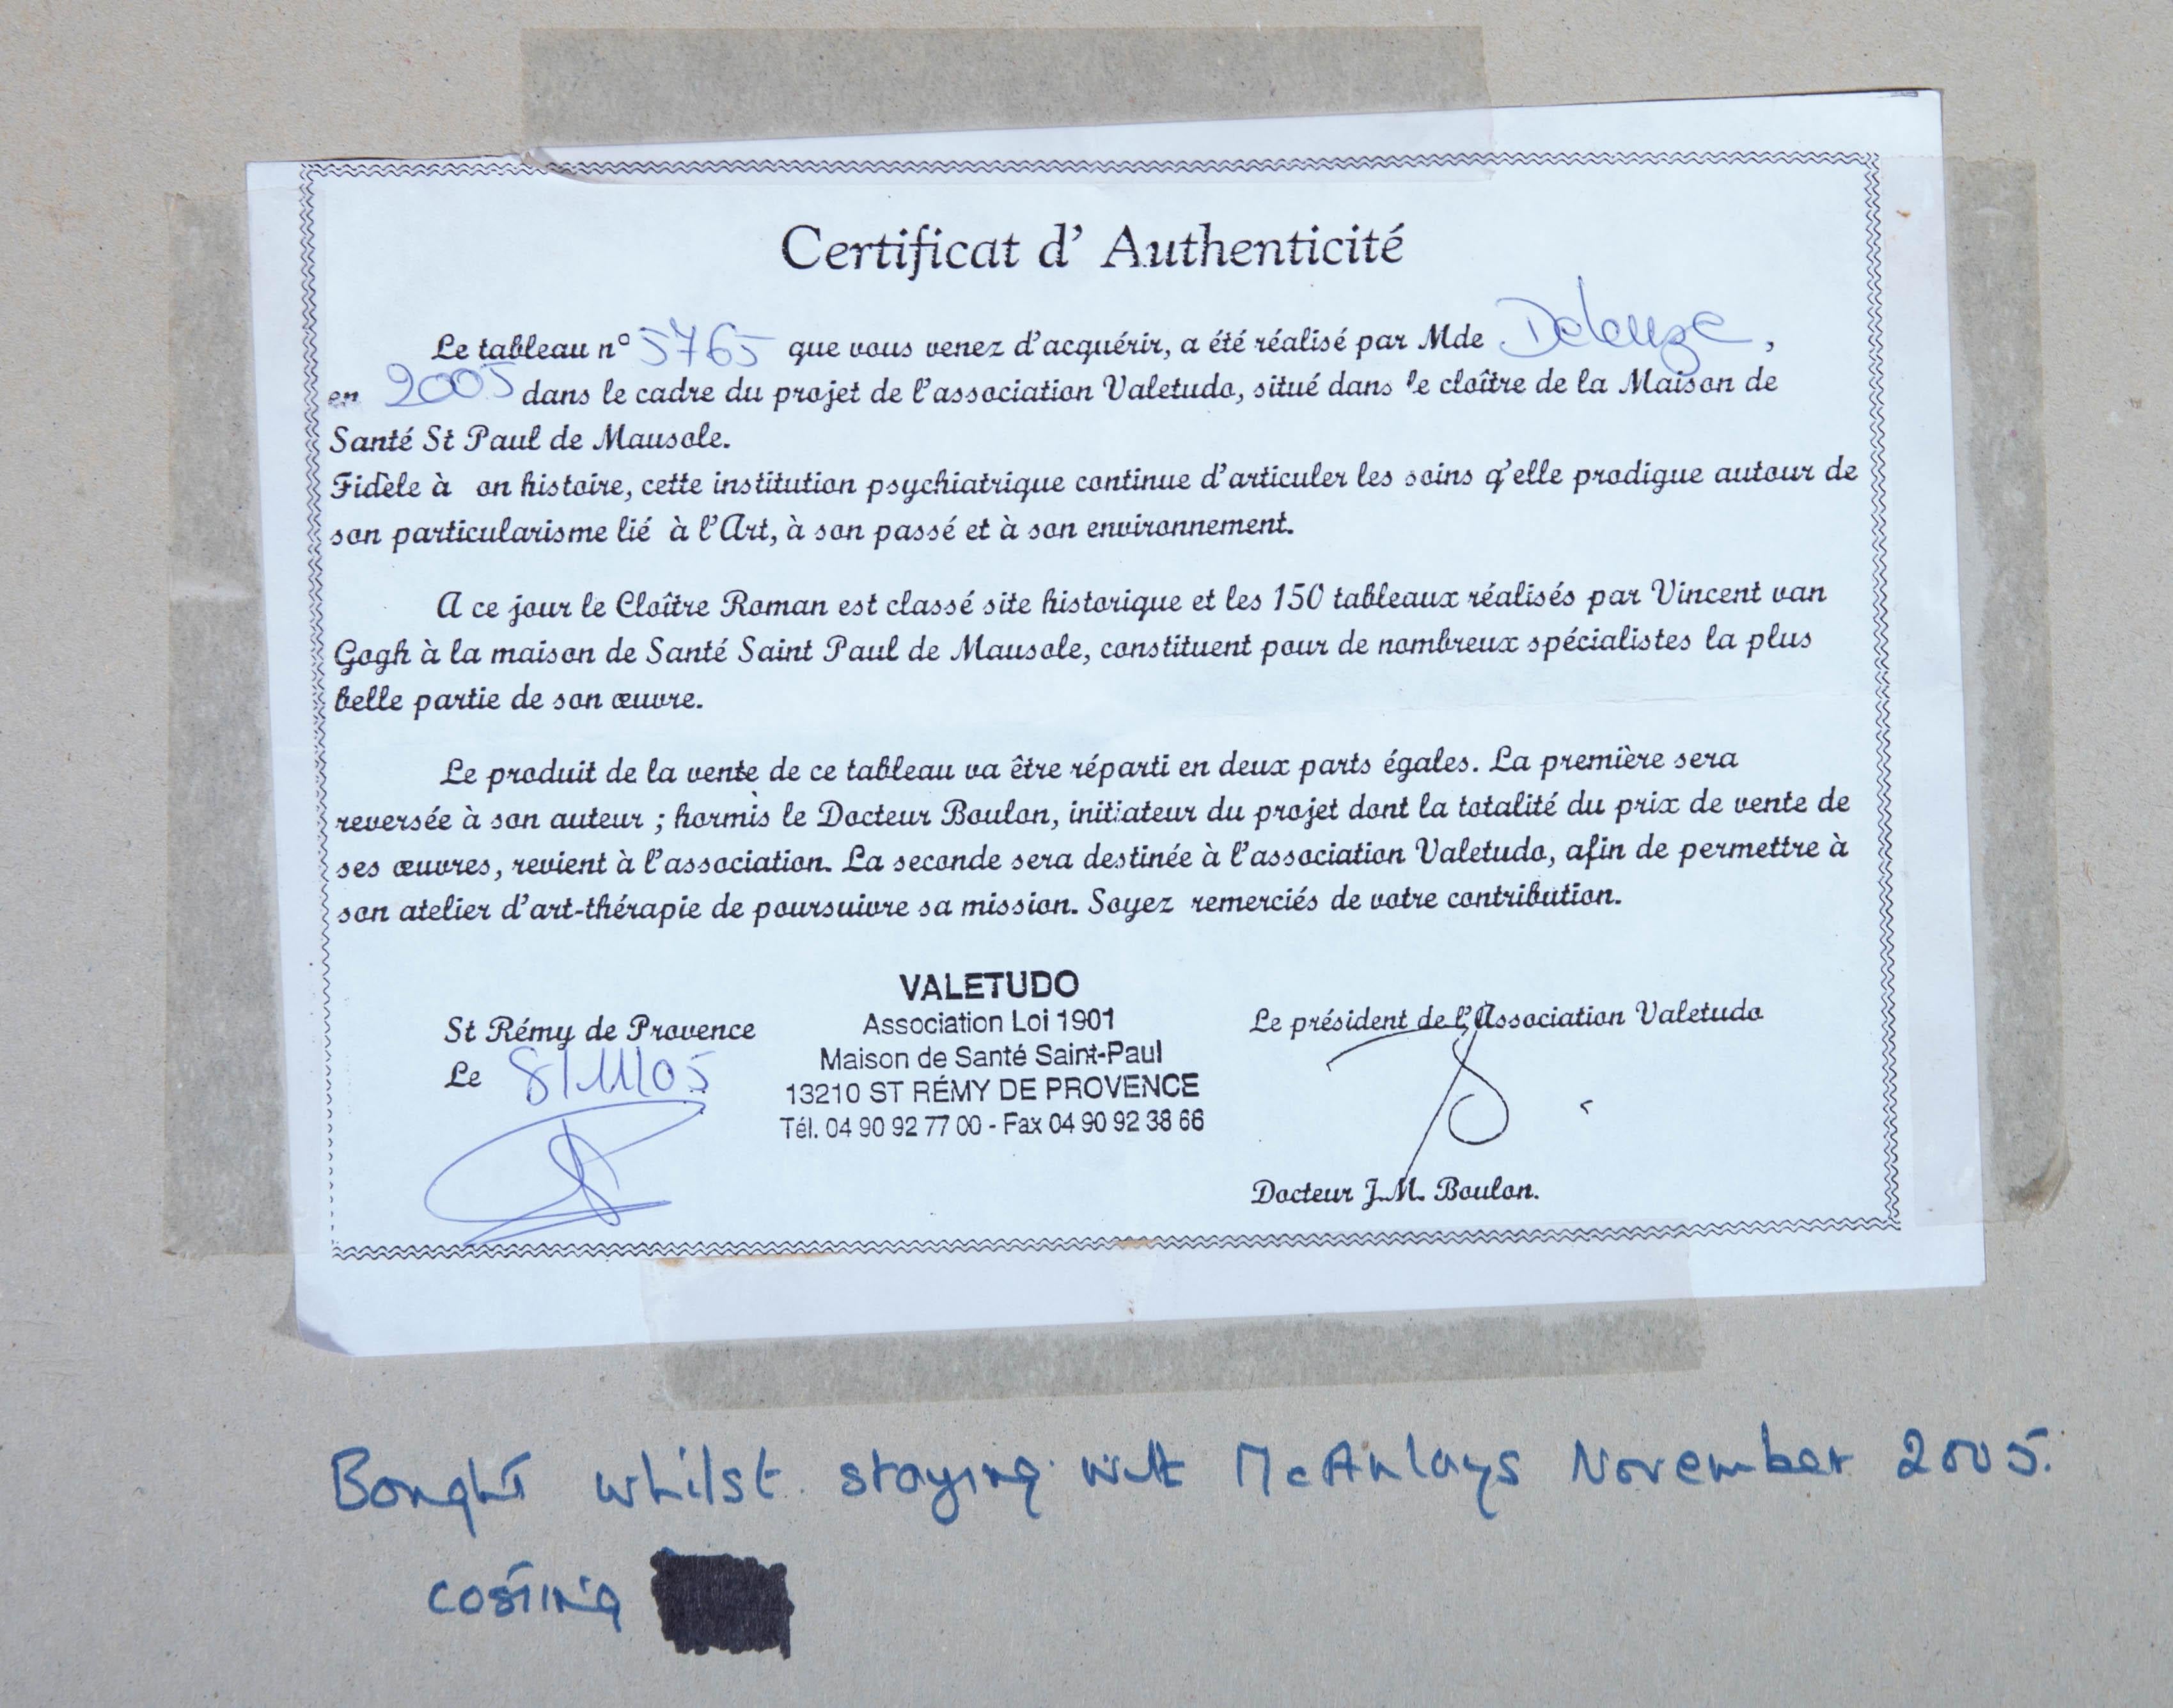 Certificat d' Authenticité
Le tableau n° 5765 que vous venez d'acquérir, a été réalisé par Mde Deleuze,
en 2005 dans le cadre du projet de l'association Valetudo, situé dans le cloître de la Maison de
Santé St Paul de Mausole.
Fidèle à on histoire, cette institution psychiatrique continue d'articuler les soins q'elle prodigue autour de
son particularisme lié à l'Art, à son passé et à son environnement.
A ce jour le Cloître Roman est classé site historique et les 150 tableaux réalisés par Vincent van
Gogh à la maison de Santé Saint Paul de Mausole, constituent pour de nombreux spécialistes la plus
belle partie de son œuvre.
Le produit de la vente de ce tableau va être réparti en deux parts égales. La première sera
reversée à son auteur ; hormis le Docteur Boulon, initiateur du projet dont la totalité du prix de vente de
ses œuvres, revient à l'association. La seconde sera destinée à l'association Valetudo, afin de permettre à
son atelier d'art-thérapie de poursuivre sa mission. Soyez remerciés de votre contribution.
St Rémy de Provence
Le 8/11/05
VALETUDO
Association Loi 1901
Maison de Santé Saint-Paul
13210 ST RÉMY DE PROVENCE
Tél. 04 90 92 77 00 - Fax 04 90 92 38 66
Le président de l'Association Valetudo
Docteur J.M. Boulon.
Bought whilst staying with McAnlays November 2005.
costing